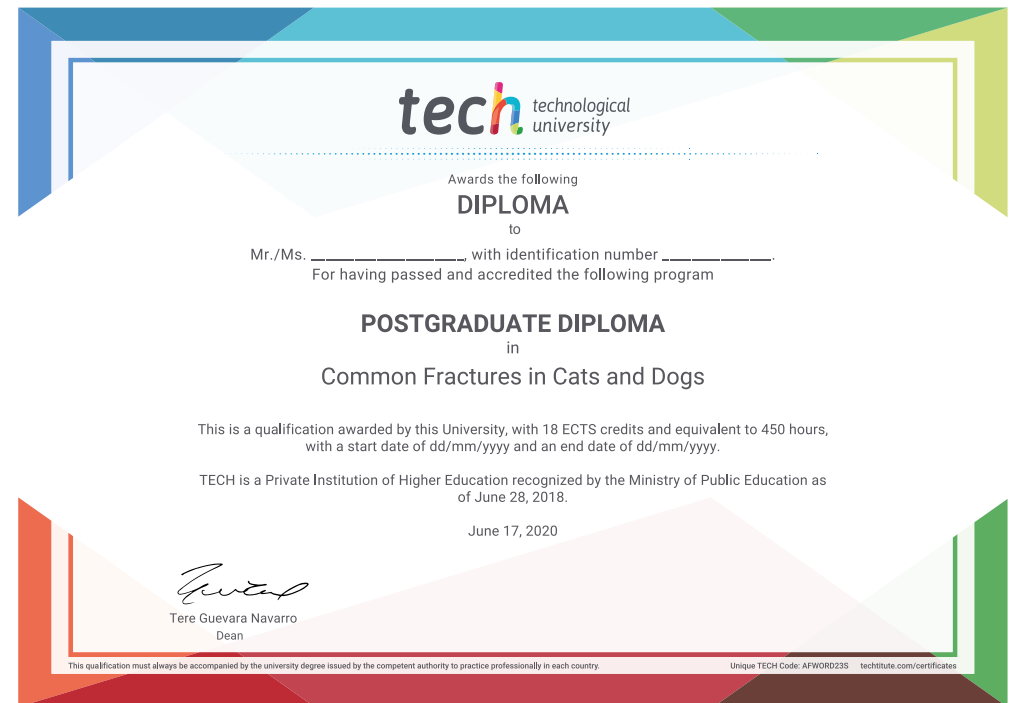 tech technological
university
Awards the following
DIPLOMA
to
Mr./Ms. _____________________, with identification number _______________.
For having passed and accredited the following program
POSTGRADUATE DIPLOMA
in
Common Fractures in Cats and Dogs
This is a qualification awarded by this University, with 18 ECTS credits and equivalent to 450 hours,
with a start date of dd/mm/yyyy and an end date of dd/mm/yyyy.
TECH is a Private Institution of Higher Education recognized by the Ministry of Public Education as
of June 28, 2018.
June 17, 2020
Tere Guevara Navarro
Dean
This qualification must always be accompanied by the university degree issued by the competent authority to practice professionally in each country.
Unique TECH Code: AFWORD23S techtitute.com/certificates